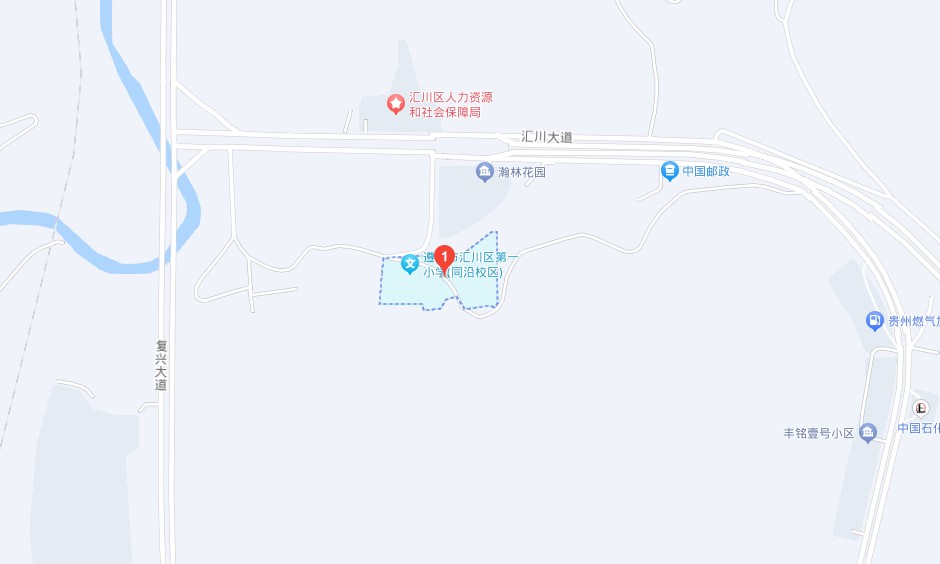 汇川区人力资源
和社会保障局
汇川大道
瀚林花园
中国邮政
1
遵
市汇川区第一
小学(同沿校区)
贵州燃气
复
兴
大
道
丰铭壹号小区
中国石化